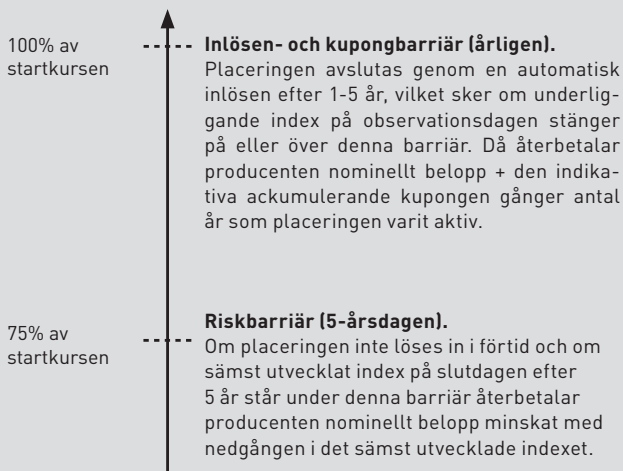 100% av
startkursen
Inlösen- och kupongbarriär (årligen).
Placeringen avslutas genom en automatisk
inlösen efter 1-5 år, vilket sker om underlig-
gande index på observationsdagen stänger
på eller över denna barriär. Då återbetalar
producenten nominellt belopp + den indika-
tiva ackumulerande kupongen gånger antal
år som placeringen varit aktiv.
75% av
startkursen
Riskbarriär (5-årsdagen).
Om placeringen inte löses in i förtid och om
sämst utvecklat index på slutdagen efter
5 år står under denna barriär återbetalar
producenten nominellt belopp minskat med
nedgången i det sämst utvecklade indexet.